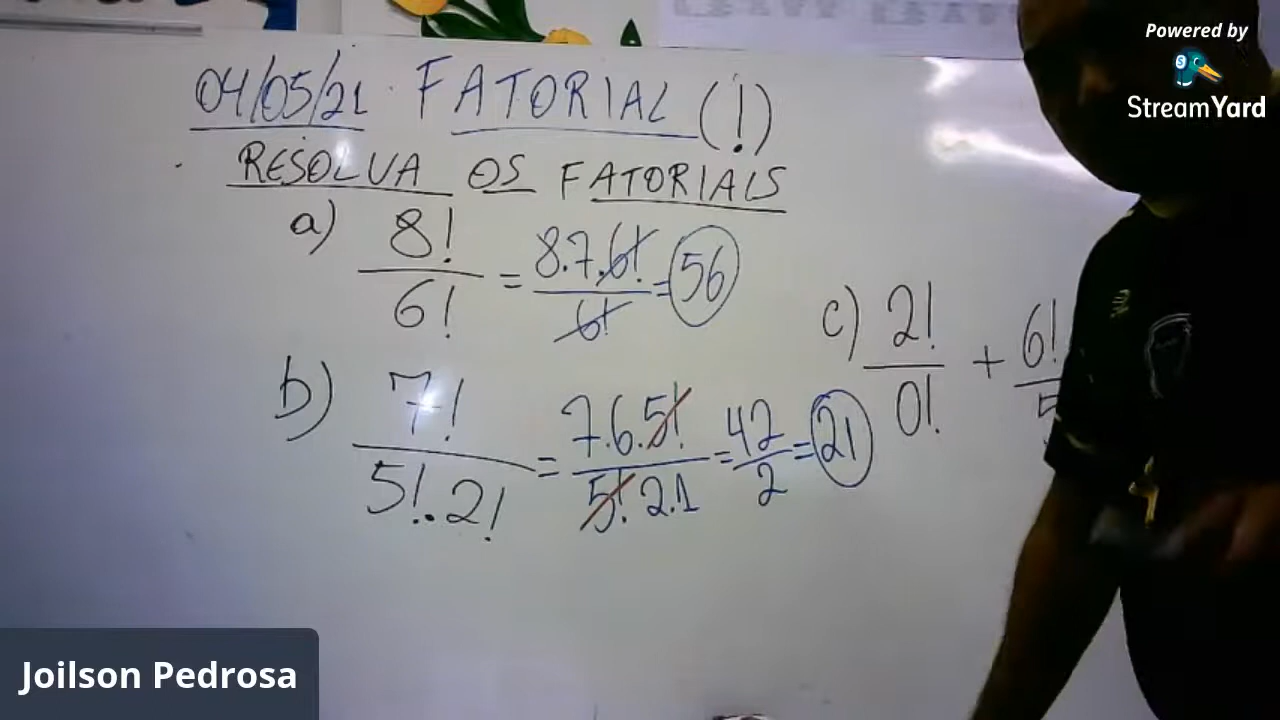 04/05/21 FATORIAL (!)
RESOLVA OS FATORIAIS
a) 8!/6! = 8.7.6!/6! = 56
b) 7!/5!.2! = 7.6.5!/5!.2.1 = 42/2 = 21
c) 2!/0! + 6!/5
Powered by
StreamYard
Joilson Pedrosa